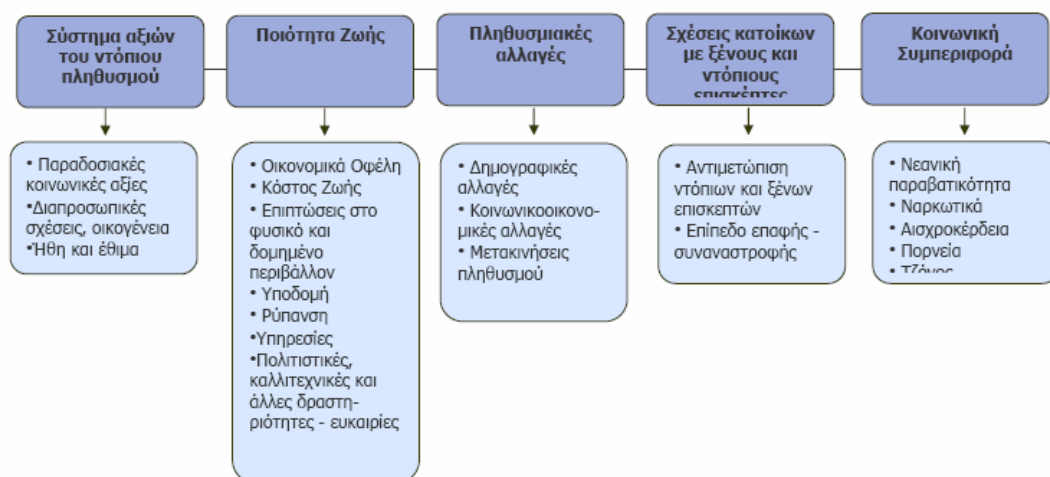 Σύστημα αξιών
του ντόπιου
πληθυσμού
Ποιότητα Ζωής
Πληθυσμιακές
αλλαγές
Σχέσεις κατοίκων
με ξένους και
ντόπιους
επισκέπτες
Κοινωνική
Συμπεριφορά
• Παραδοσιακές
κοινωνικές αξίες
•Διαπροσωπικές
σχέσεις, οικογένεια
•Ήθη και έθιμα
• Οικονομικά Οφέλη
• Κόστος Ζωής
• Επιπτώσεις στο
φυσικό και
δομημένο
περιβάλλον
• Υποδομή
• Ρύπανση
•Υπηρεσίες
•Πολιτιστικές,
καλλιτεχνικές και
άλλες δραστη-
ριότητες - ευκαιρίες
• Δημογραφικές
αλλαγές
• Κοινωνικοοικονο-
μικές αλλαγές
• Μετακινήσεις
πληθυσμού
• Αντιμετώπιση
ντόπιων και ξένων
επισκεπτών
• Επίπεδο επαφής -
συναναστροφής
• Νεανική
παραβατικότητα
• Ναρκωτικά
• Αισχροκέρδεια
• Πορνεία
• Τζόγος